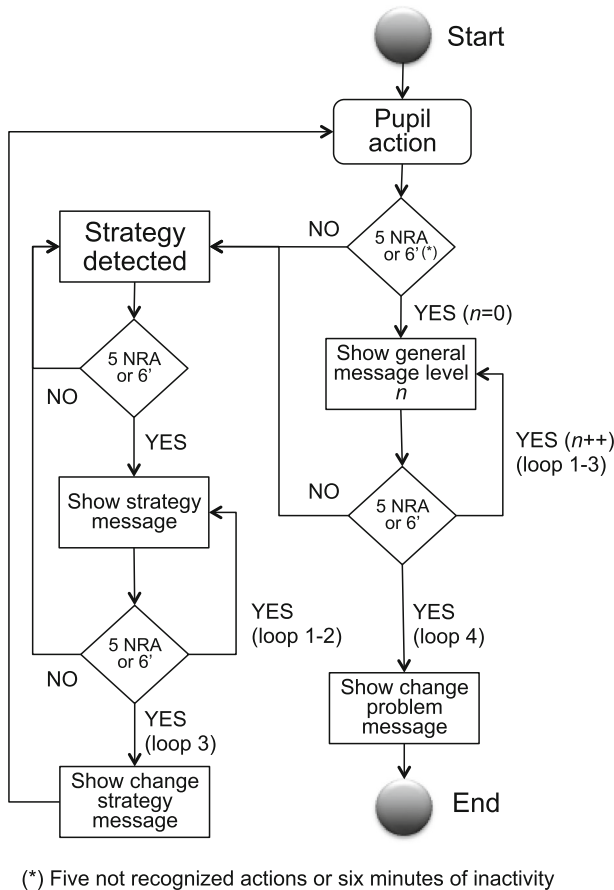 Start
Pupil
action
5 NRA
or 6'(*)
NO
YES (n=0)
Strategy
detected
5 NRA
or 6'
NO
YES
Show general
message level
n
YES (n++)
(loop 1-3)
Show strategy
message
5 NRA
or 6'
NO
YES
(loop 4)
5 NRA
or 6'
NO
YES
(loop 1-2)
YES
(loop 3)
Show change
problem
message
Show change
strategy
message
End
(*) Five not recognized actions or six minutes of inactivity